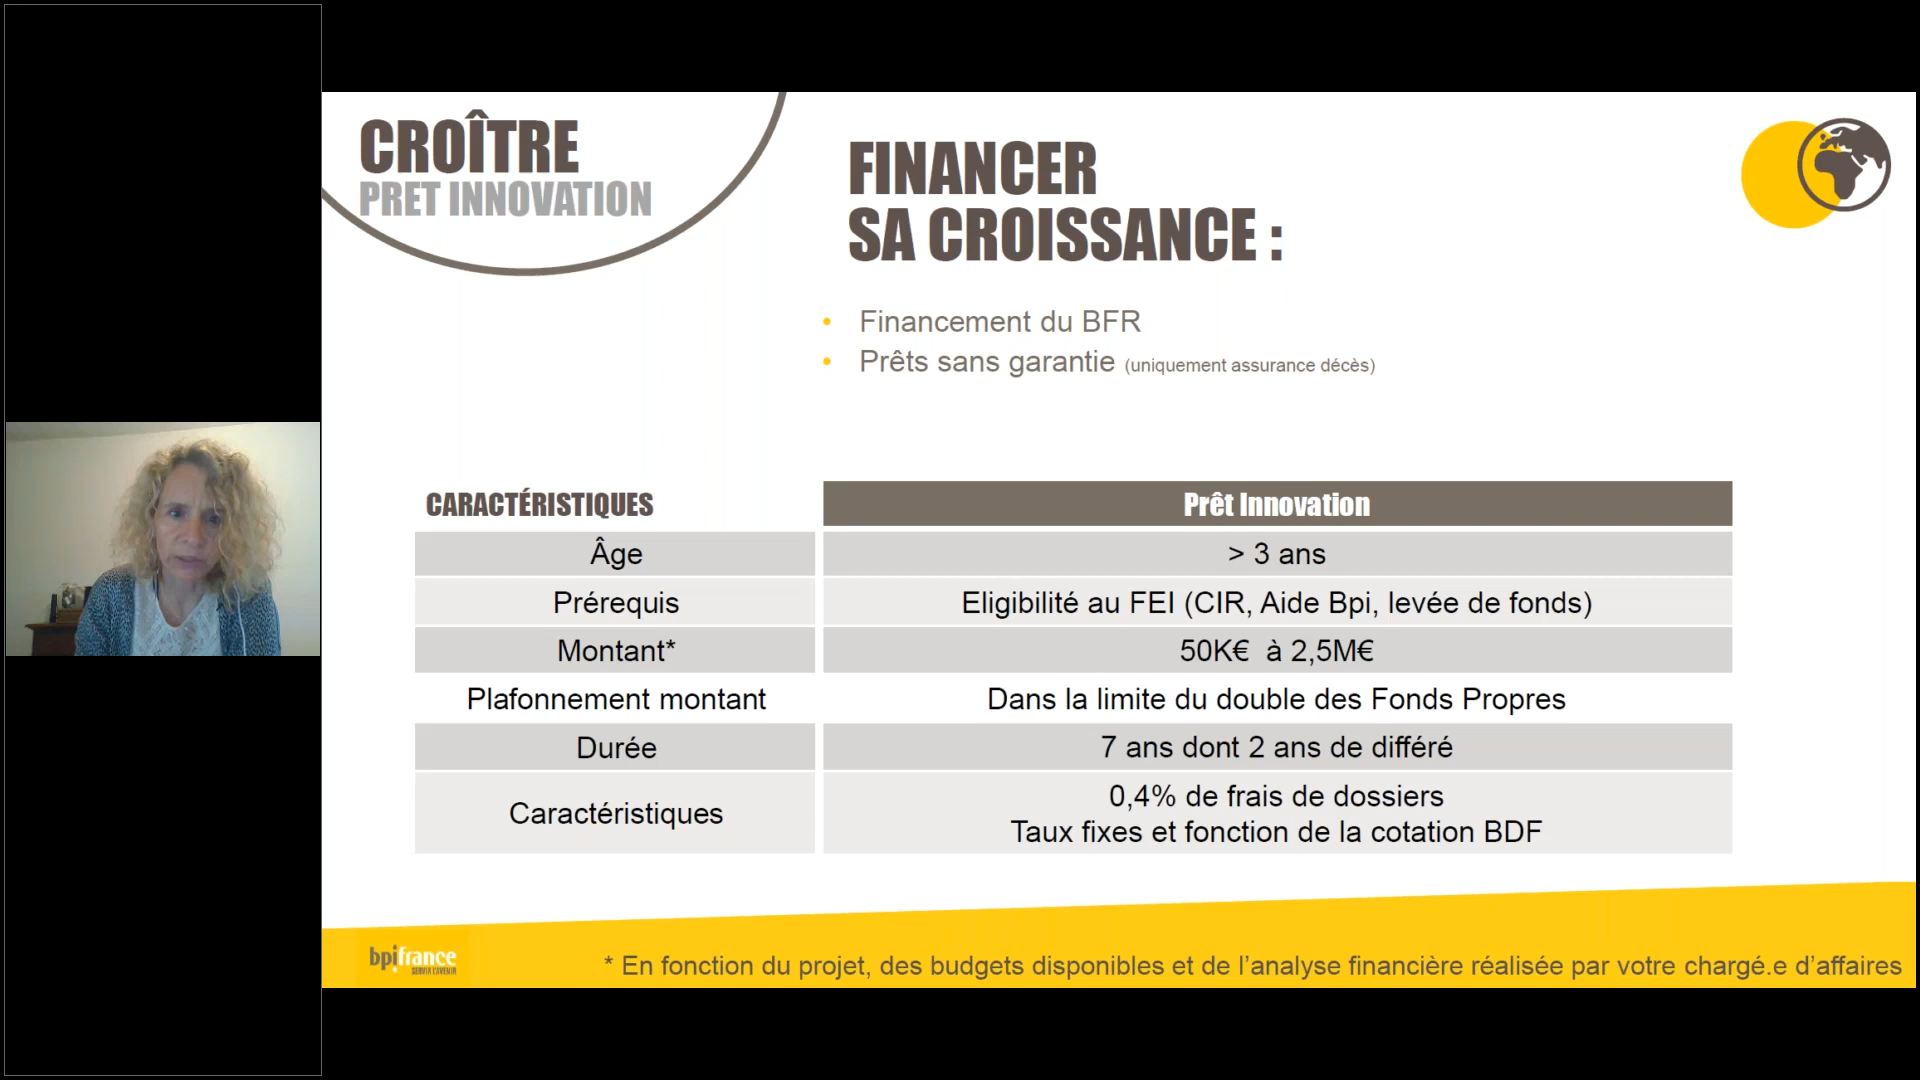 CROÎTRE
PRET INNOVATION
FINANCER
SA CROISSANCE :
• Financement du BFR
• Prêts sans garantie (uniquement assurance décès)
CARACTÉRISTIQUES Prêt Innovation
Âge > 3 ans
Prérequis Eligibilité au FEI (CIR, Aide Bpi, levée de fonds)
Montant* 50K€ à 2,5M€
Plafonnement montant Dans la limite du double des Fonds Propres
Durée 7 ans dont 2 ans de différé
Caractéristiques 0,4% de frais de dossiers
Taux fixes et fonction de la cotation BDF
bpifrance
SERVIR L'AVENIR
* En fonction du projet, des budgets disponibles et de l’analyse financière réalisée par votre chargé.e d’affaires